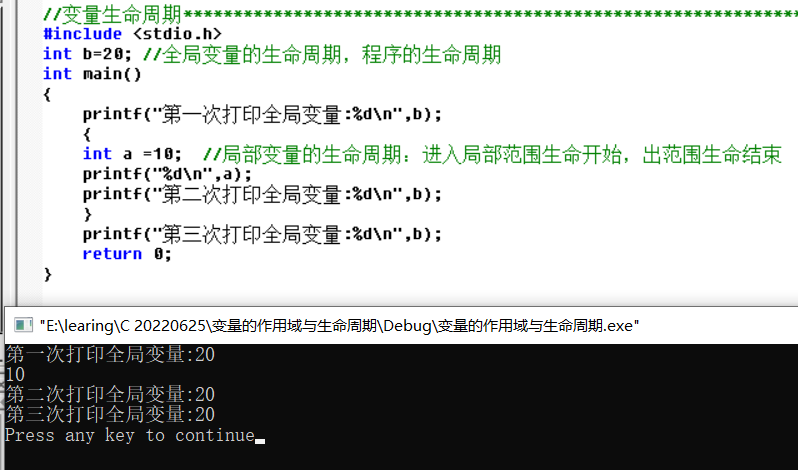 //变量生命周期******************************************************************
#include <stdio.h>
int b=20; //全局变量的生命周期，程序的生命周期
int main()
{
printf("第一次打印全局变量:%d\n",b);
{
int a =10;  //局部变量的生命周期：进入局部范围生命开始，出范围生命结束
printf("%d\n",a);
printf("第二次打印全局变量:%d\n",b);
}
printf("第三次打印全局变量:%d\n",b);
return 0;
}
"E:\learing\C 20220625\变量的作用域与生命周期\Debug\变量的作用域与生命周期.exe"
第一次打印全局变量:20
10
第二次打印全局变量:20
第三次打印全局变量:20
Press any key to continue